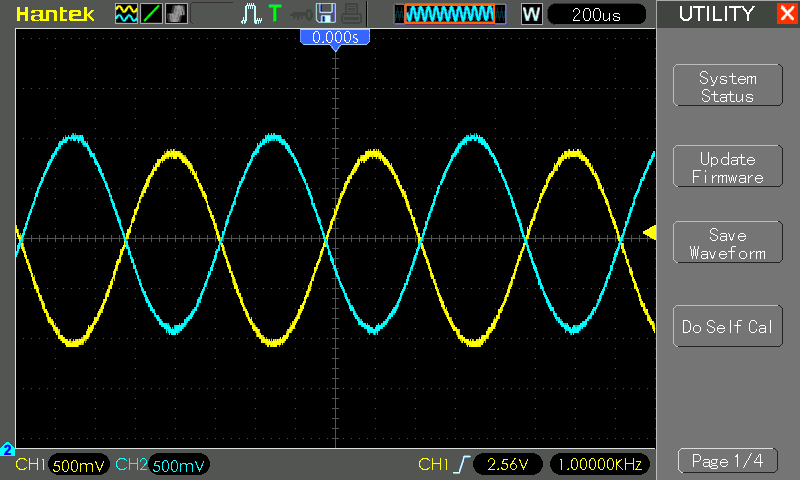 Hantek
T
W
200us
UTILITY
0.000s
System
Status
Update
Firmware
Save
Waveform
Do Self Cal
2
CH1 500mV CH2 500mV CH1 2.56V 1.00000KHz
Page 1/4